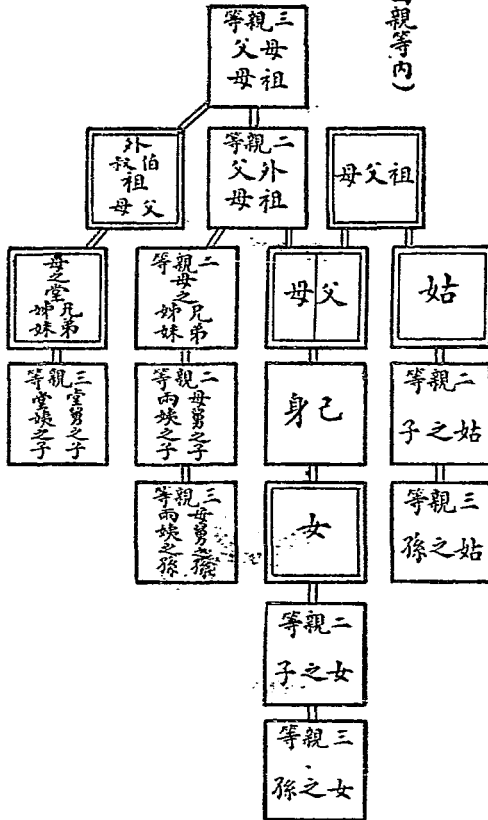 親等內）
三親等
母祖
父母
祖父母
二親等
外祖
父母
外
伯叔
祖
父母
姑
父
母
二親等
母之
兄弟
姊妹
母之堂
兄弟
姊妹
二親等
姑之子
己身
二親等
母舅之子
兩姨之子
三親等
堂舅之子
堂姨之子
三親等
姑之孫
女
三親等
母舅之孫
兩姨之孫
二親等
女之子
三親等
女之孫